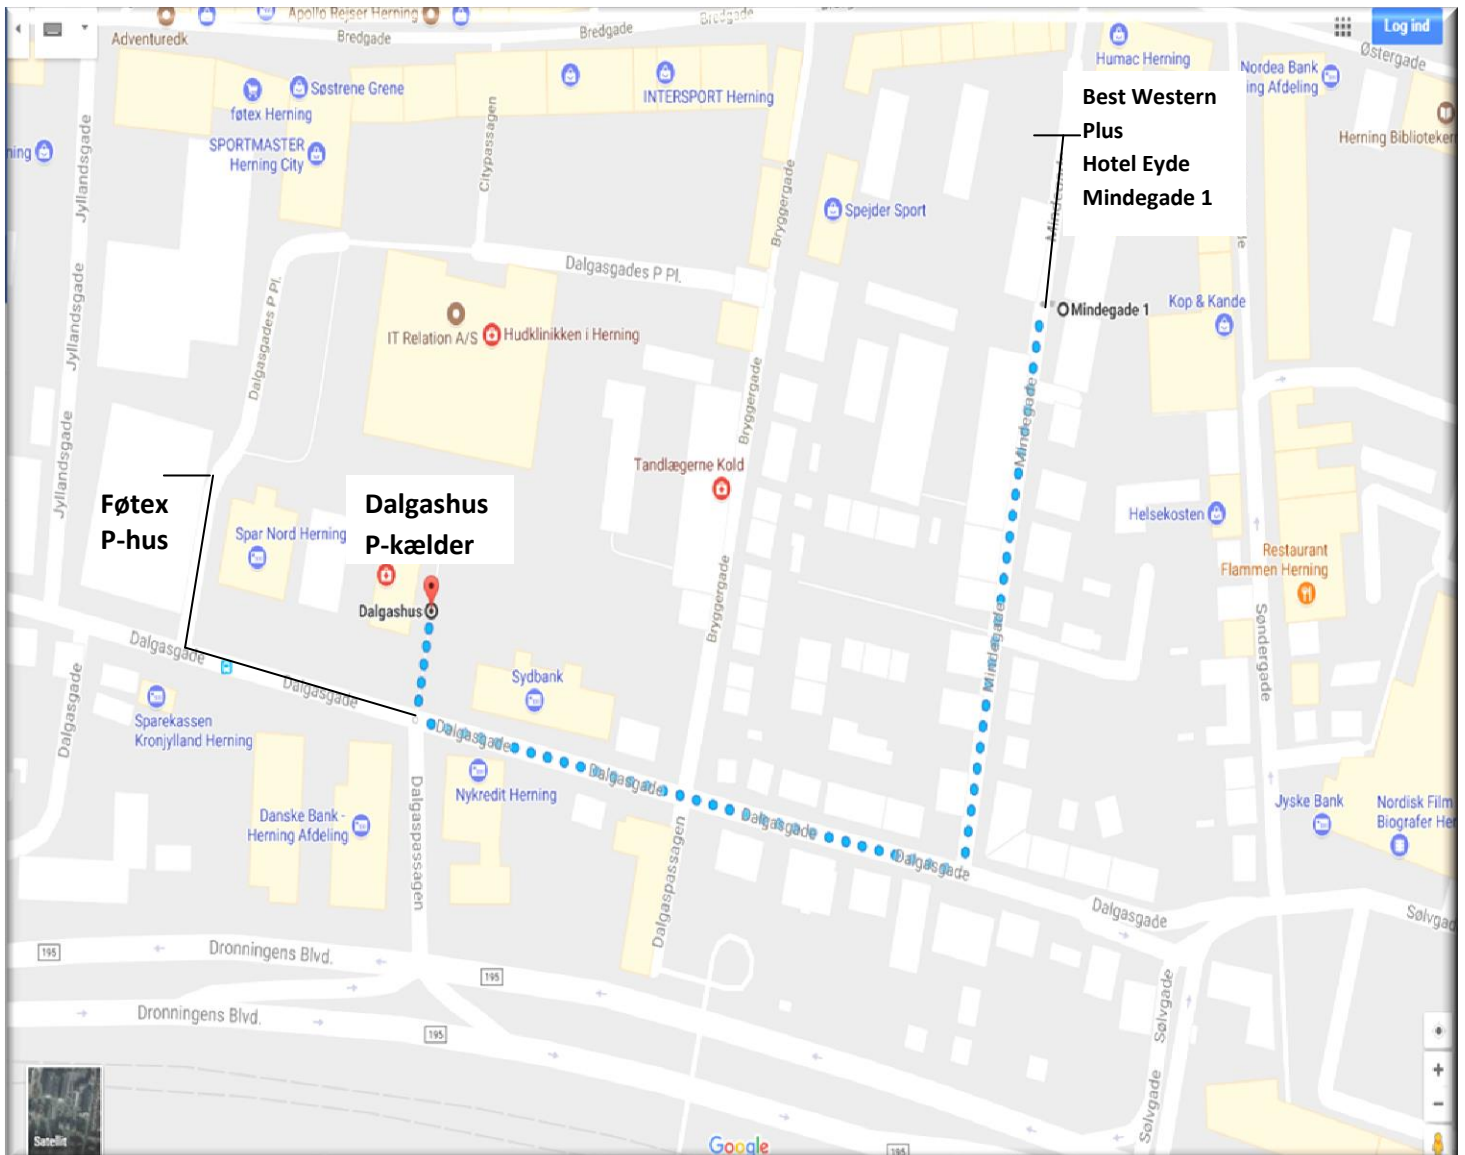 Apollo Rejser Herning
Bredgade
Log ind
Adventuredk
Bredgade
Bredgade
Humac Herning
Østergade
Søstrene Grene
føtex Herning
INTERSPORT Herning
Nordea Bank
ing Afdeling
Best Western
Plus
Hotel Eyde
Mindegade 1
SPORTMASTER
Herning City
ning
Herning Biblioteker
Jyllandsgade
Citypassagen
Bryggergade
Spejder Sport
Dalgasgades P Pl.
Jyllandsgade
Dalgasgades P Pl.
IT Relation A/S
Hudklinikken i Herning
Mindegade 1
Kop & Kande
Jyllandsgade
Bryggergade
Mindegade
Tandlægerne Kold
Føtex
P-hus
Dalgashus
P-kælder
Helsekosten
Spar Nord Herning
Restaurant
Flammen Herning
Dalgashus
Bryggergade
Mindegade
Søndergade
Dalgasgade
Dalgasgade
Dalgasgade
Sydbank
Sparekassen
Kronjylland Herning
Dalgasgade
Dalgasgade
Dalgasgade
Dalgasgade
Nykredit Herning
Danske Bank -
Herning Afdeling
Dalgaspassagen
Dalgaspassagen
Jyske Bank
Nordisk Film
Biografer Her
Dalgasgade
Sølvgad
195
Dronningens Blvd.
195
Dronningens Blvd.
195
Sølvgade
Sølvgade
Satellit
Google
195